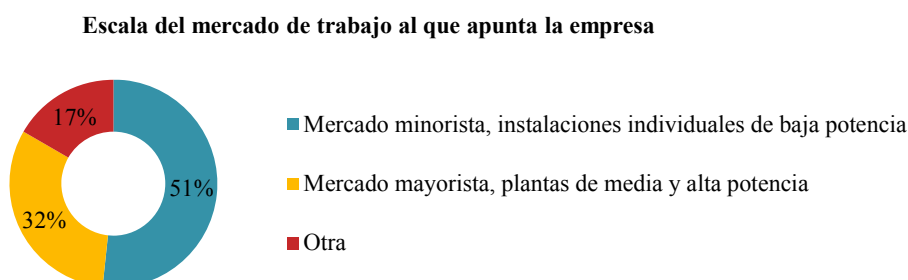 Escala del mercado de trabajo al que apunta la empresa
17%
51%
32%
Mercado minorista, instalaciones individuales de baja potencia
Mercado mayorista, plantas de media y alta potencia
Otra